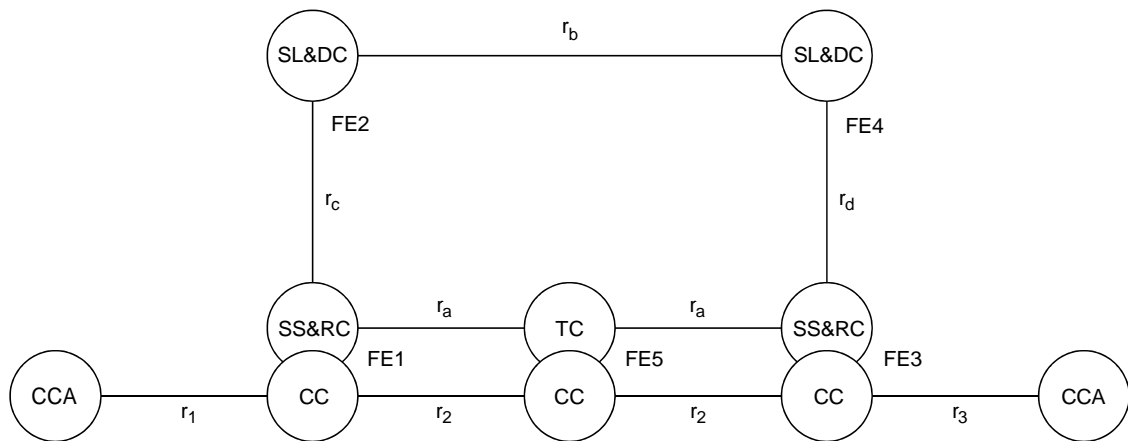 r_b
SL&DC
SL&DC
FE2
FE4
r_c
r_d
r_a
r_a
SS&RC
TC
SS&RC
FE1
FE5
FE3
CCA
CC
CC
CC
CCA
r_1
r_2
r_2
r_3